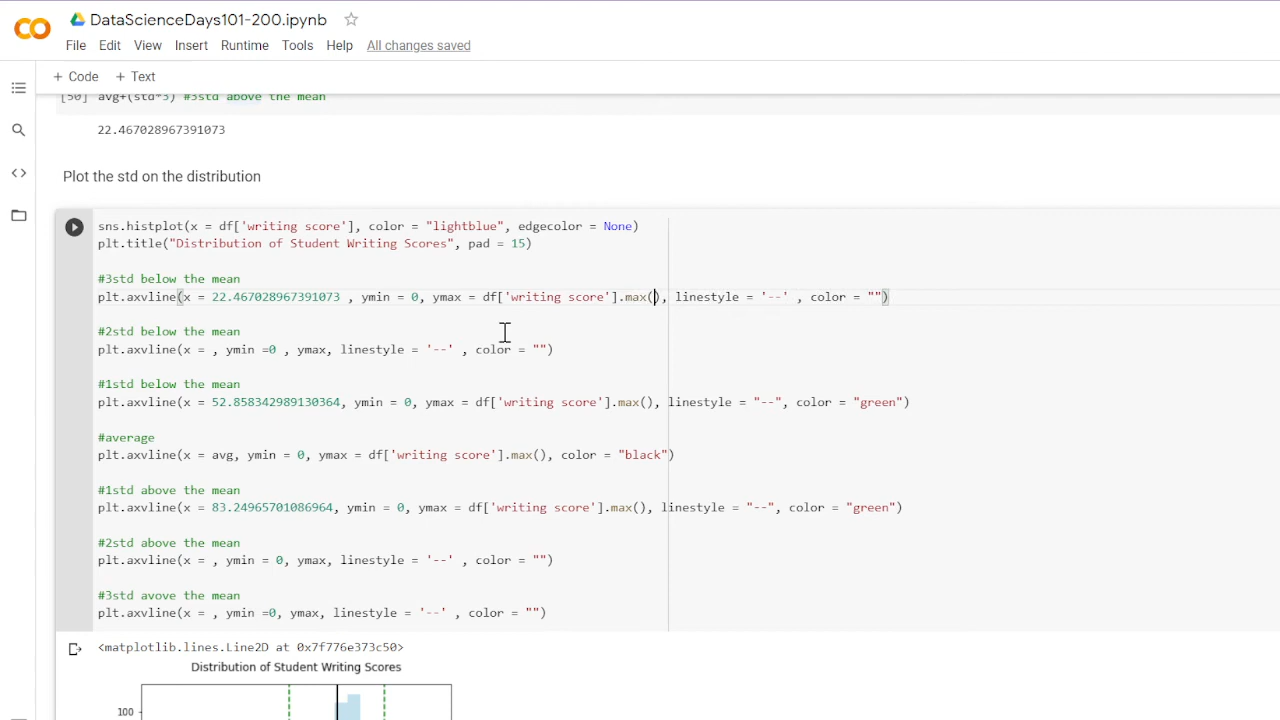 DataScienceDays101-200.ipynb
File Edit View Insert Runtime Tools Help All changes saved
+ Code + Text
[50] avg+(std*3) #3std above the mean
22.467028967391073
Plot the std on the distribution
sns.histplot(x = df['writing score'], color = "lightblue", edgecolor = None)
plt.title("Distribution of Student Writing Scores", pad = 15)
#3std below the mean
plt.axvline(x = 22.467028967391073 , ymin = 0, ymax = df['writing score'].max(), linestyle = '--' , color = "")
#2std below the mean
plt.axvline(x = , ymin =0 , ymax, linestyle = '--' , color = "")
#1std below the mean
plt.axvline(x = 52.858342989130364, ymin = 0, ymax = df['writing score'].max(), linestyle = "--", color = "green")
#average
plt.axvline(x = avg, ymin = 0, ymax = df['writing score'].max(), color = "black")
#1std above the mean
plt.axvline(x = 83.24965701086964, ymin = 0, ymax = df['writing score'].max(), linestyle = "--", color = "green")
#2std above the mean
plt.axvline(x = , ymin = 0, ymax, linestyle = '--' , color = "")
#3std avove the mean
plt.axvline(x = , ymin =0, ymax, linestyle = '--' , color = "")
<matplotlib.lines.Line2D at 0x7f776e373c50>
Distribution of Student Writing Scores
100